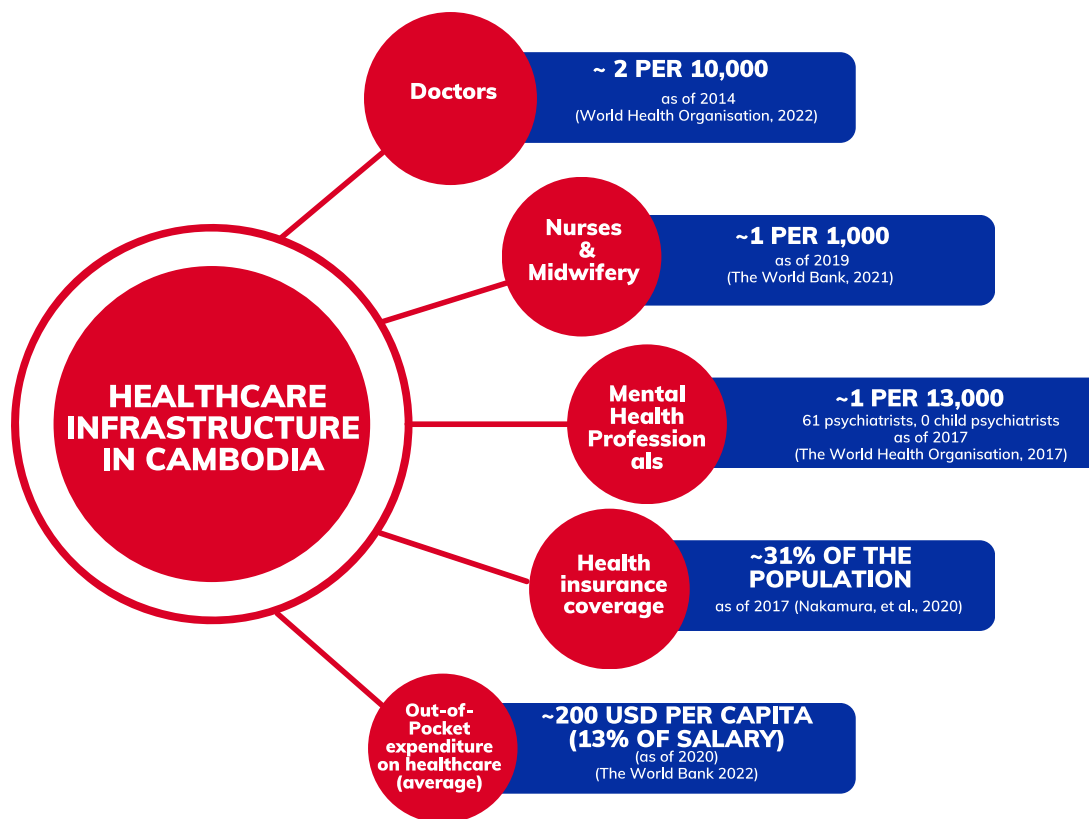 HEALTHCARE
INFRASTRUCTURE
IN CAMBODIA
Doctors
~ 2 PER 10,000
as of 2014
(World Health Organisation, 2022)
Nurses
&
Midwifery
~1 PER 1,000
as of 2019
(The World Bank, 2021)
Mental
Health
Profession
als
~1 PER 13,000
61 psychiatrists, 0 child psychiatrists
as of 2017
(The World Health Organisation, 2017)
Health
insurance
coverage
~31% OF THE
POPULATION
as of 2017 (Nakamura, et al., 2020)
Out-of-
Pocket
expenditure
on healthcare
(average)
~200 USD PER CAPITA
(13% OF SALARY)
(as of 2020)
(The World Bank 2022)